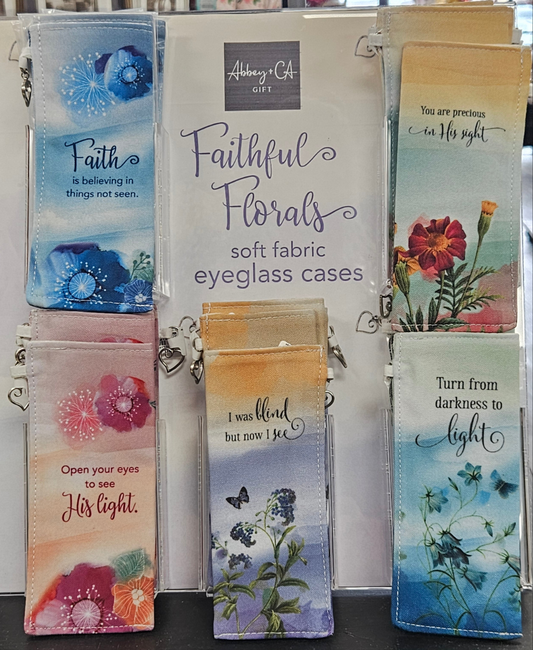 Abbey + CA
GIFT
Faithful
Florals
soft fabric
eyeglass cases
Faith
is believing in
things not seen.
You are precious
in His sight
Open your eyes
to see
His light.
I was blind
but now I see
Turn from
darkness to
light